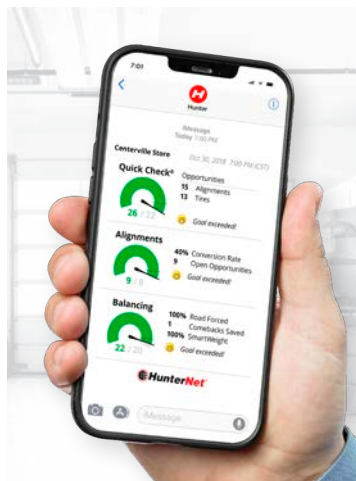 7:01
Hunter
iMessage
Today 7:00 PM
Centerville Store
Oct 30, 2018 7:00 PM (CST)
Quick Check®
Opportunities
15 Alignments
13 Tires
26 / 22
Goal exceeded!
Alignments
40% Conversion Rate
9 Open Opportunities
9 / 8
Goal exceeded!
Balancing
100% Road Forced
1 Comebacks Saved
100% SmartWeight
22 / 20
Goal exceeded!
HunterNet
iMessage